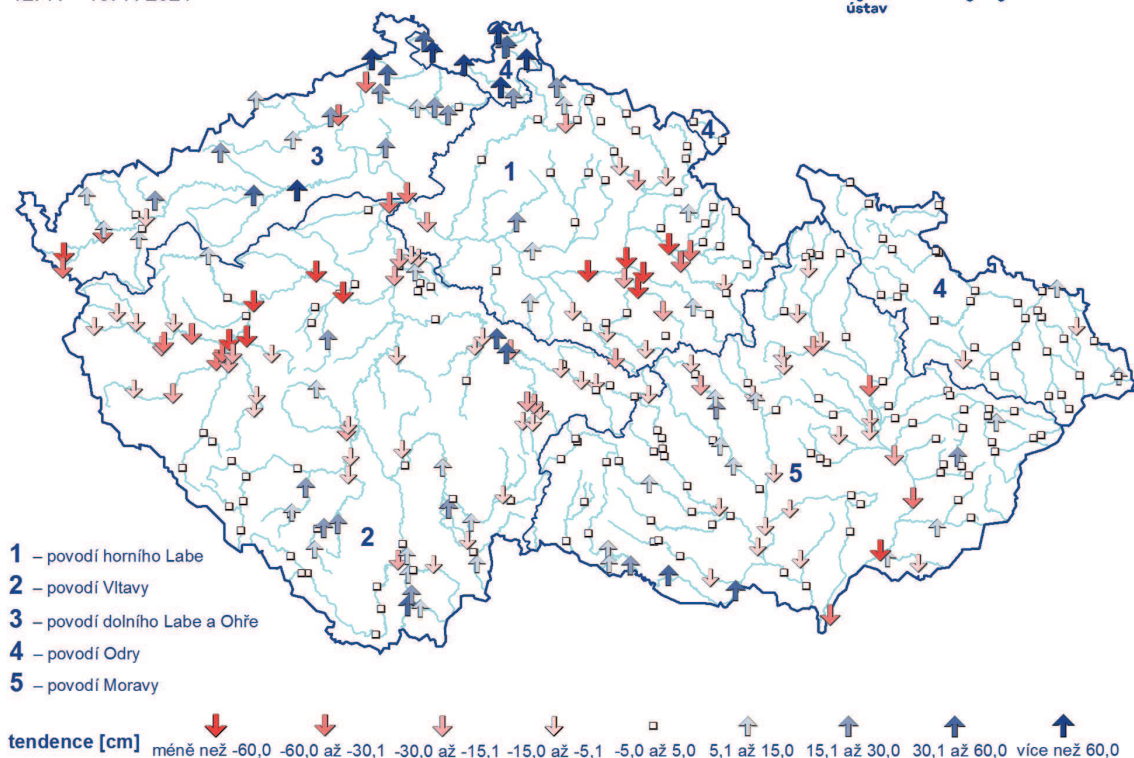 ústav
4
4
1
3
4
5
2
1 – povodí horního Labe
2 – povodí Vltavy
3 – povodí dolního Labe a Ohře
4 – povodí Odry
5 – povodí Moravy
tendence [cm] méně než -60,0 -60,0 až -30,1 -30,0 až -15,1 -15,0 až -5,1 -5,0 až 5,0 5,1 až 15,0 15,1 až 30,0 30,1 až 60,0 více než 60,0